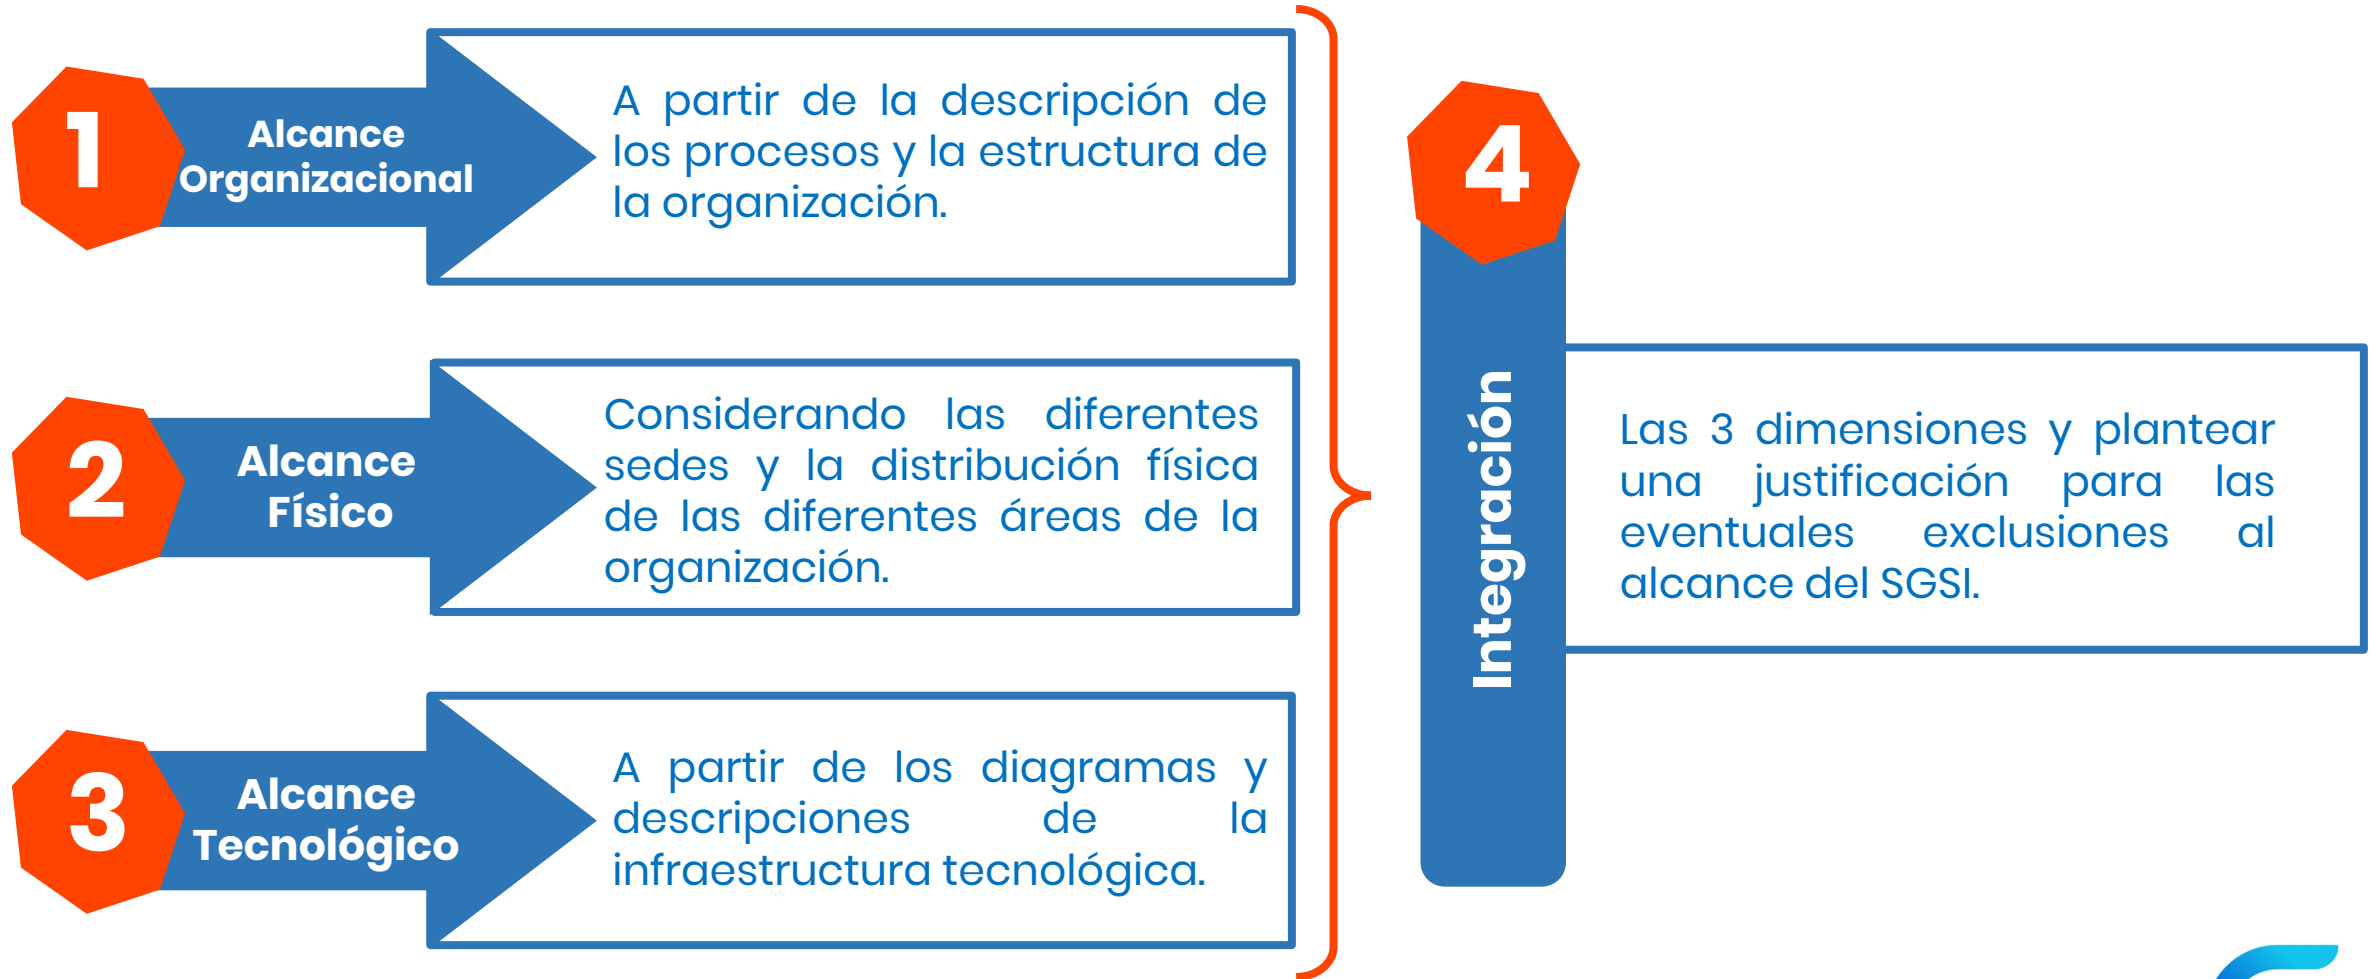 1
Alcance
Organizacional
A partir de la descripción de
los procesos y la estructura de
la organización.
2
Alcance
Físico
Considerando las diferentes
sedes y la distribución física
de las diferentes áreas de la
organización.
3
Alcance
Tecnológico
A partir de los diagramas y
descripciones de la
infraestructura tecnológica.
4
Integración
Las 3 dimensiones y plantear
una justificación para las
eventuales exclusiones al
alcance del SGSI.